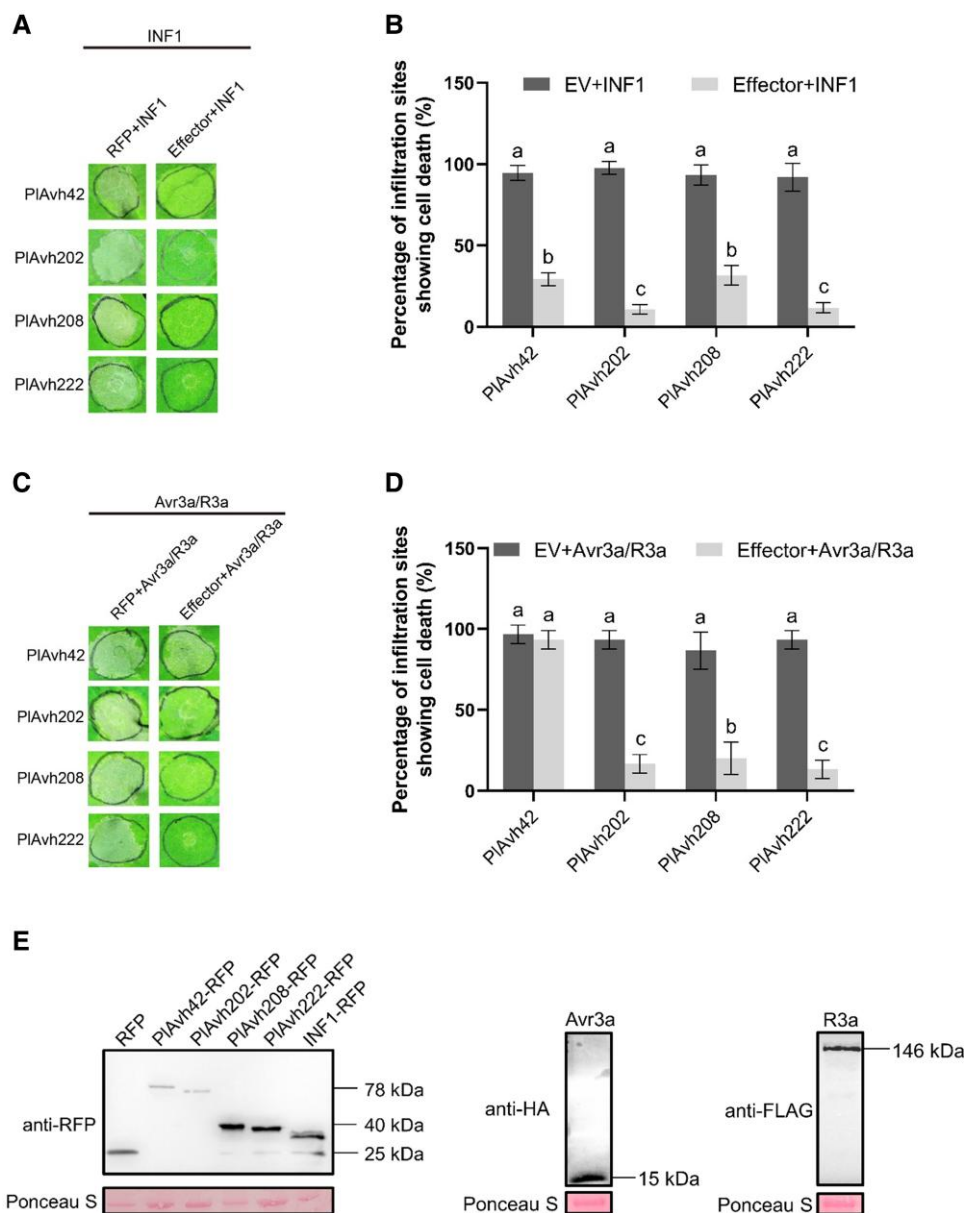 A
INF1
RFP+INF1
Effector+INF1
PlAvh42
PlAvh202
PlAvh208
PlAvh222
B
Percentage of infiltration sites
showing cell death (%)
EV+INF1
Effector+INF1
150
100
50
0
a
b
a
c
a
b
a
c
PlAvh42
PlAvh202
PlAvh208
PlAvh222
C
Avr3a/R3a
RFP+Avr3a/R3a
Effector+Avr3a/R3a
PlAvh42
PlAvh202
PlAvh208
PlAvh222
D
Percentage of infiltration sites
showing cell death (%)
EV+Avr3a/R3a
Effector+Avr3a/R3a
150
100
50
0
a
a
a
c
a
b
a
c
PlAvh42
PlAvh202
PlAvh208
PlAvh222
E
RFP
PlAvh42-RFP
PlAvh202-RFP
PlAvh208-RFP
PlAvh222-RFP
INF1-RFP
anti-RFP
78 kDa
40 kDa
25 kDa
Ponceau S
Avr3a
anti-HA
15 kDa
Ponceau S
R3a
anti-FLAG
146 kDa
Ponceau S